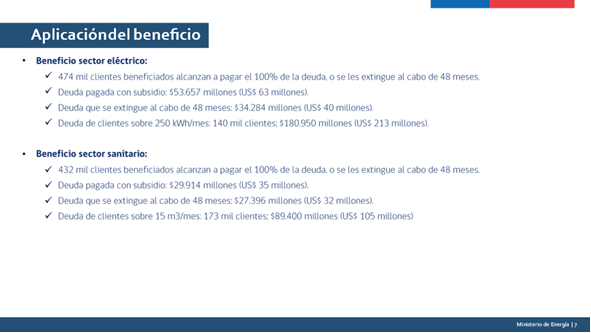 Aplicación del beneficio
• Beneficio sector eléctrico:
✓ 474 mil clientes beneficiados alcanzan a pagar el 100% de la deuda, o se les extingue al cabo de 48 meses.
✓ Deuda pagada con subsidio: $53.657 millones (US$ 63 millones).
✓ Deuda que se extingue al cabo de 48 meses: $34.284 millones (US$ 40 millones).
✓ Deuda de clientes sobre 250 kWh/mes: 140 mil clientes; $180.950 millones (US$ 213 millones).
• Beneficio sector sanitario:
✓ 432 mil clientes beneficiados alcanzan a pagar el 100% de la deuda, o se les extingue al cabo de 48 meses.
✓ Deuda pagada con subsidio: $29.914 millones (US$ 35 millones).
✓ Deuda que se extingue al cabo de 48 meses: $27.396 millones (US$ 32 millones).
✓ Deuda de clientes sobre 15 m3/mes: 173 mil clientes; $89.400 millones (US$ 105 millones)
Ministerio de Energía | 7